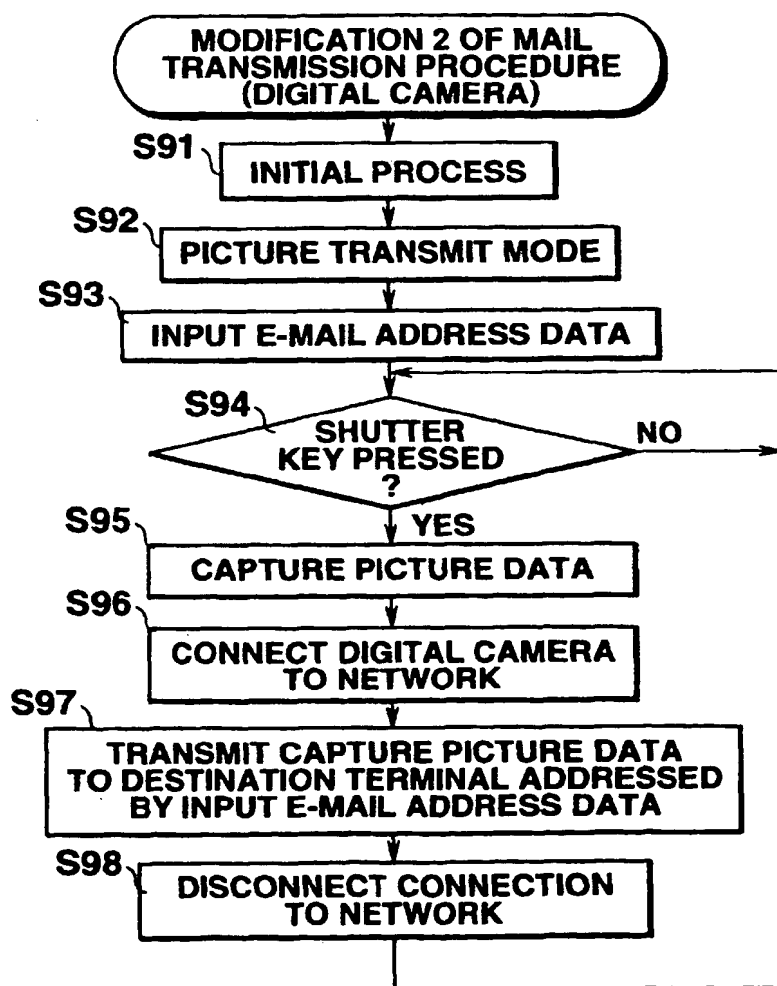 MODIFICATION 2 OF MAIL
TRANSMISSION PROCEDURE
(DIGITAL CAMERA)
S91
INITIAL PROCESS
S92
PICTURE TRANSMIT MODE
S93
INPUT E-MAIL ADDRESS DATA
S94
SHUTTER
KEY PRESSED
?
NO
YES
S95
CAPTURE PICTURE DATA
S96
CONNECT DIGITAL CAMERA
TO NETWORK
S97
TRANSMIT CAPTURE PICTURE DATA
TO DESTINATION TERMINAL ADDRESSED
BY INPUT E-MAIL ADDRESS DATA
S98
DISCONNECT CONNECTION
TO NETWORK